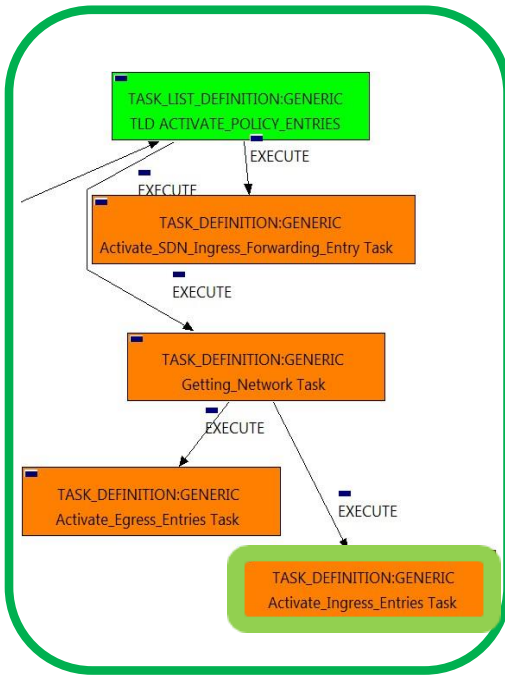 TASK_LIST_DEFINITION:GENERIC
TLD ACTIVATE_POLICY_ENTRIES
EXECUTE
EXECUTE
TASK_DEFINITION:GENERIC
Activate_SDN_Ingress_Forwarding_Entry Task
EXECUTE
TASK_DEFINITION:GENERIC
Getting_Network Task
EXECUTE
TASK_DEFINITION:GENERIC
Activate_Egress_Entries Task
EXECUTE
TASK_DEFINITION:GENERIC
Activate_Ingress_Entries Task